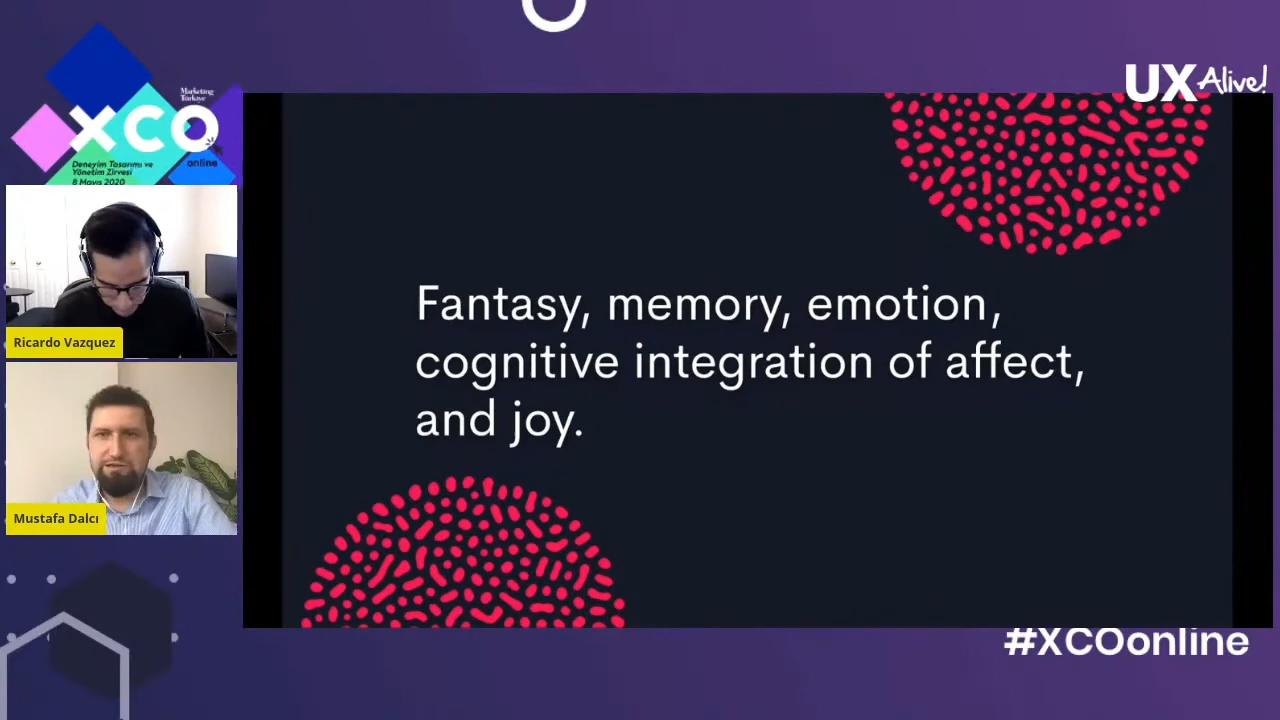 UX Alive!
Marketing
Türkiye
XCO
online
Deneyim Tasarımı ve
Yönetim Zirvesi
8 Mayıs 2020
Ricardo Vazquez
Mustafa Dalcı
Fantasy, memory, emotion,
cognitive integration of affect,
and joy.
#XCOonline